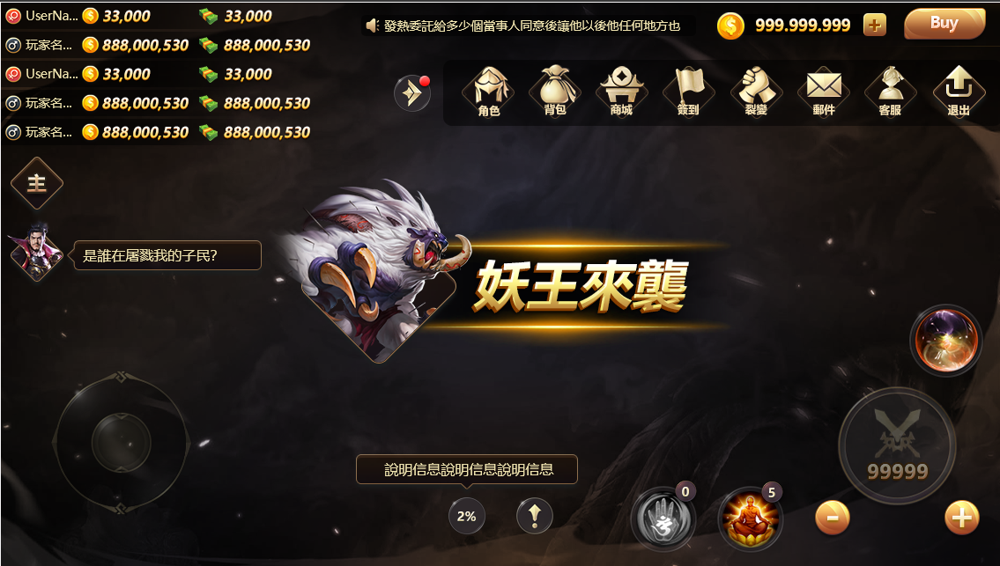 UserNa... 33,000 33,000
玩家名... 888,000,530 888,000,530
UserNa... 33,000 33,000
玩家名... 888,000,530 888,000,530
玩家名... 888,000,530 888,000,530
發熱委託給多少個當事人同意後讓他以後他任何地方也
999.999.999
Buy
角色 背包 商城 簽到 裂變 郵件 客服 退出
主
是誰在屠戮我的子民?
妖王來襲
99999
說明信息說明信息說明信息
2%
0
5